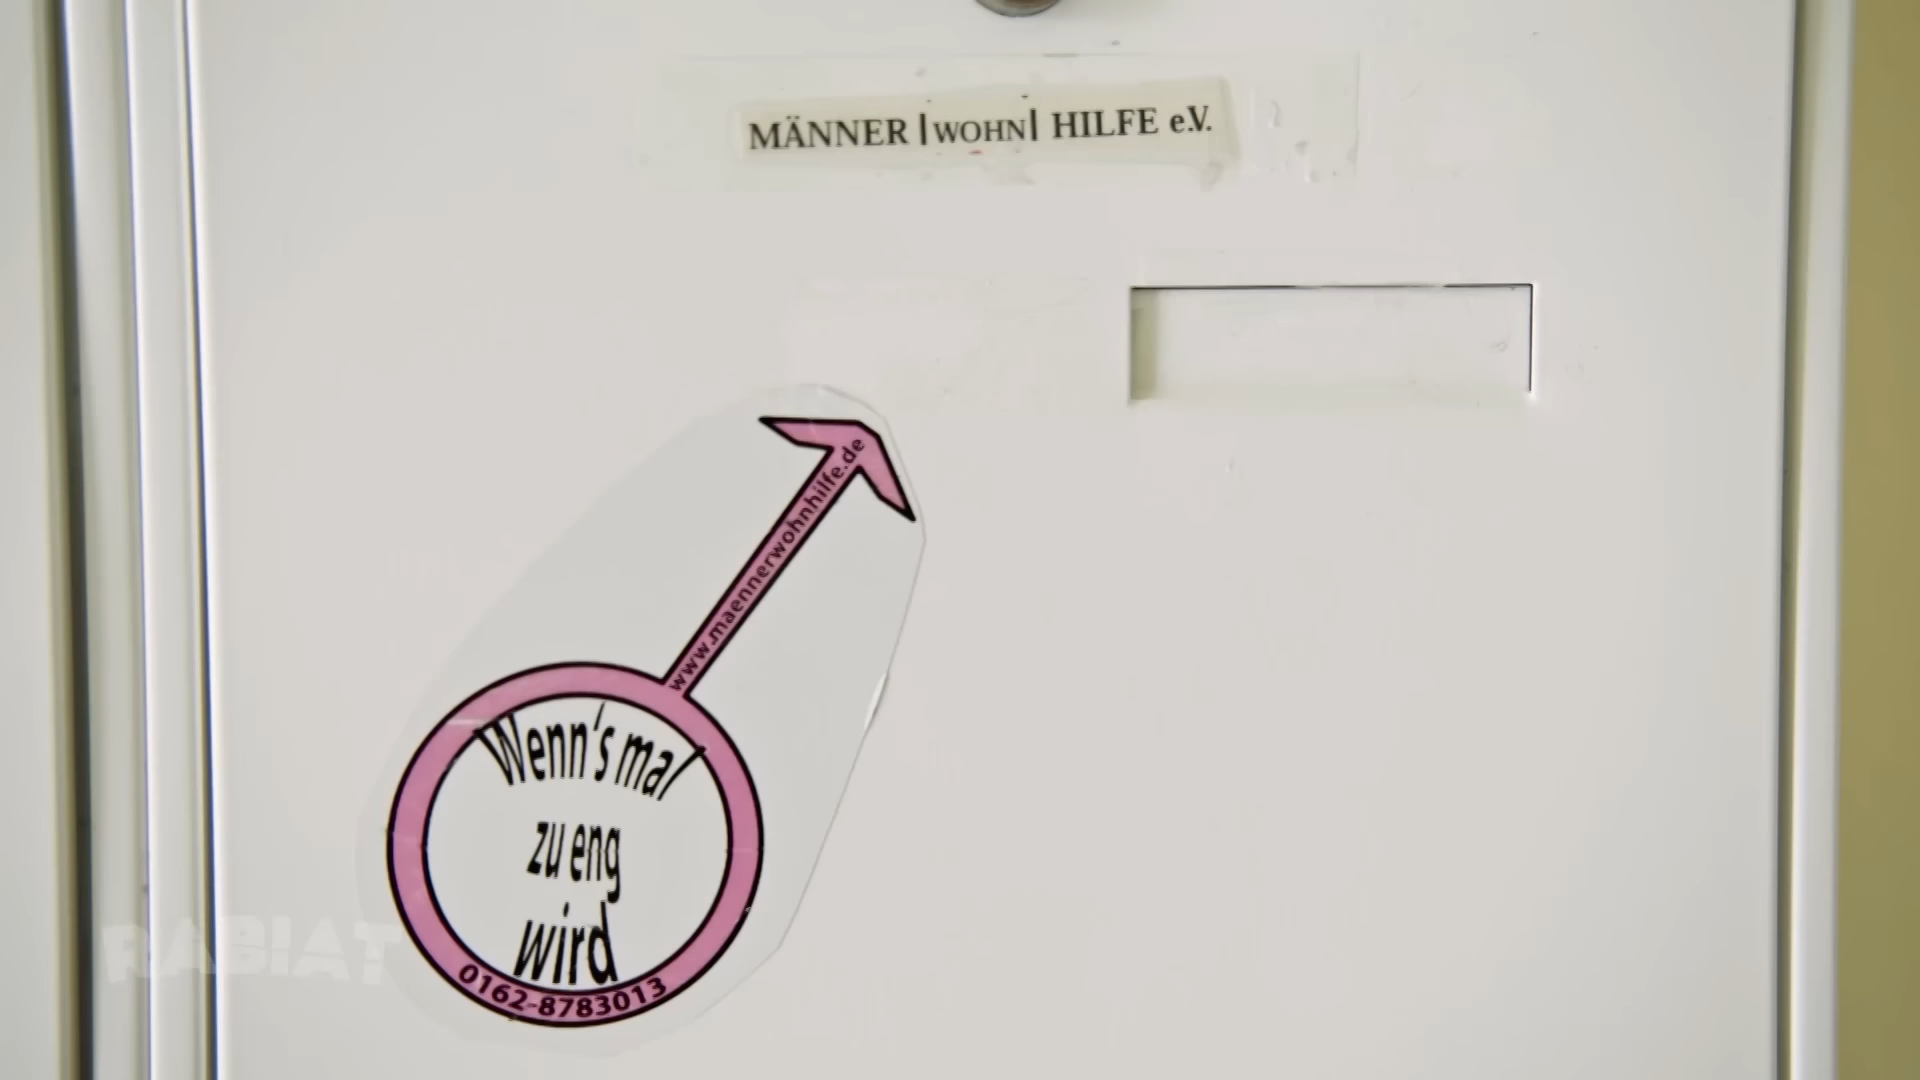 MÄNNER |WOHN| HILFE e.V.
www.maennerwohnhilfe.de
Wenn's mal
zu eng
wird
0162-8783013
RABIAT